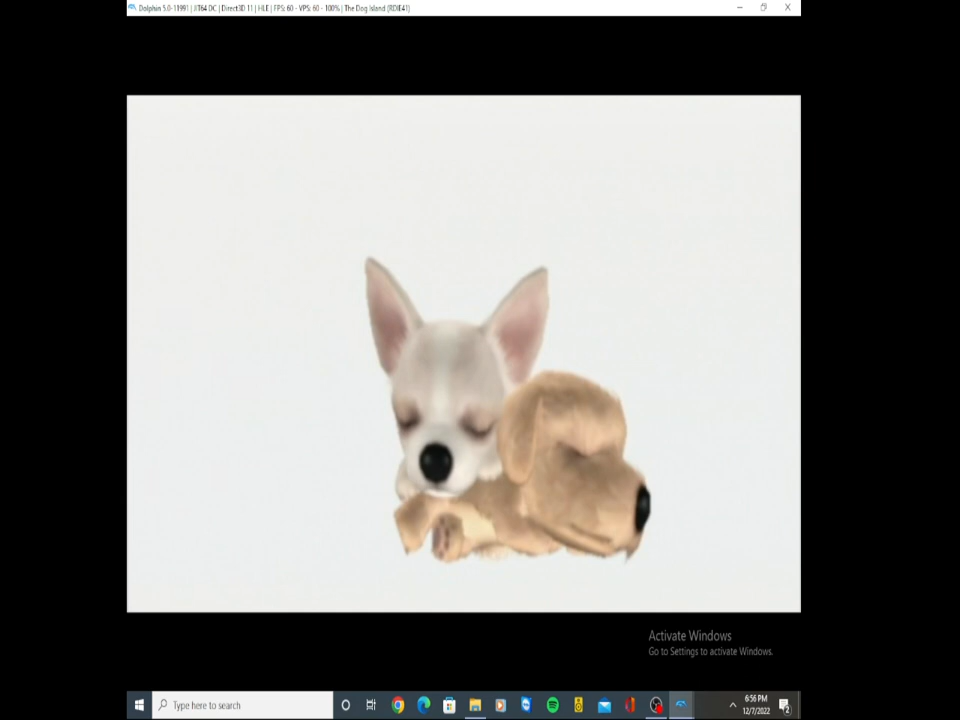 Dolphin 5.0-11991 | JIT64 DC | Direct3D 11 | HLE | FPS: 60 - VPS: 60 - 100% | The Dog Island (RDIE41)
Activate Windows
Go to Settings to activate Windows.
Type here to search
6:56 PM
12/7/2022
2